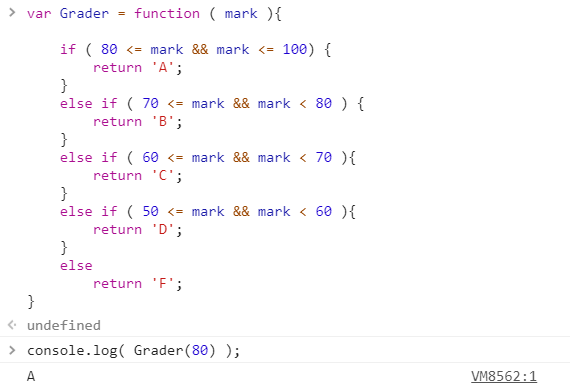 > var Grader = function ( mark ){
if ( 80 <= mark && mark <= 100) {
return 'A';
}
else if ( 70 <= mark && mark < 80 ) {
return 'B';
}
else if ( 60 <= mark && mark < 70 ){
return 'C';
}
else if ( 50 <= mark && mark < 60 ){
return 'D';
}
else
return 'F';
}
undefined
> console.log( Grader(80) );
A VM8562:1